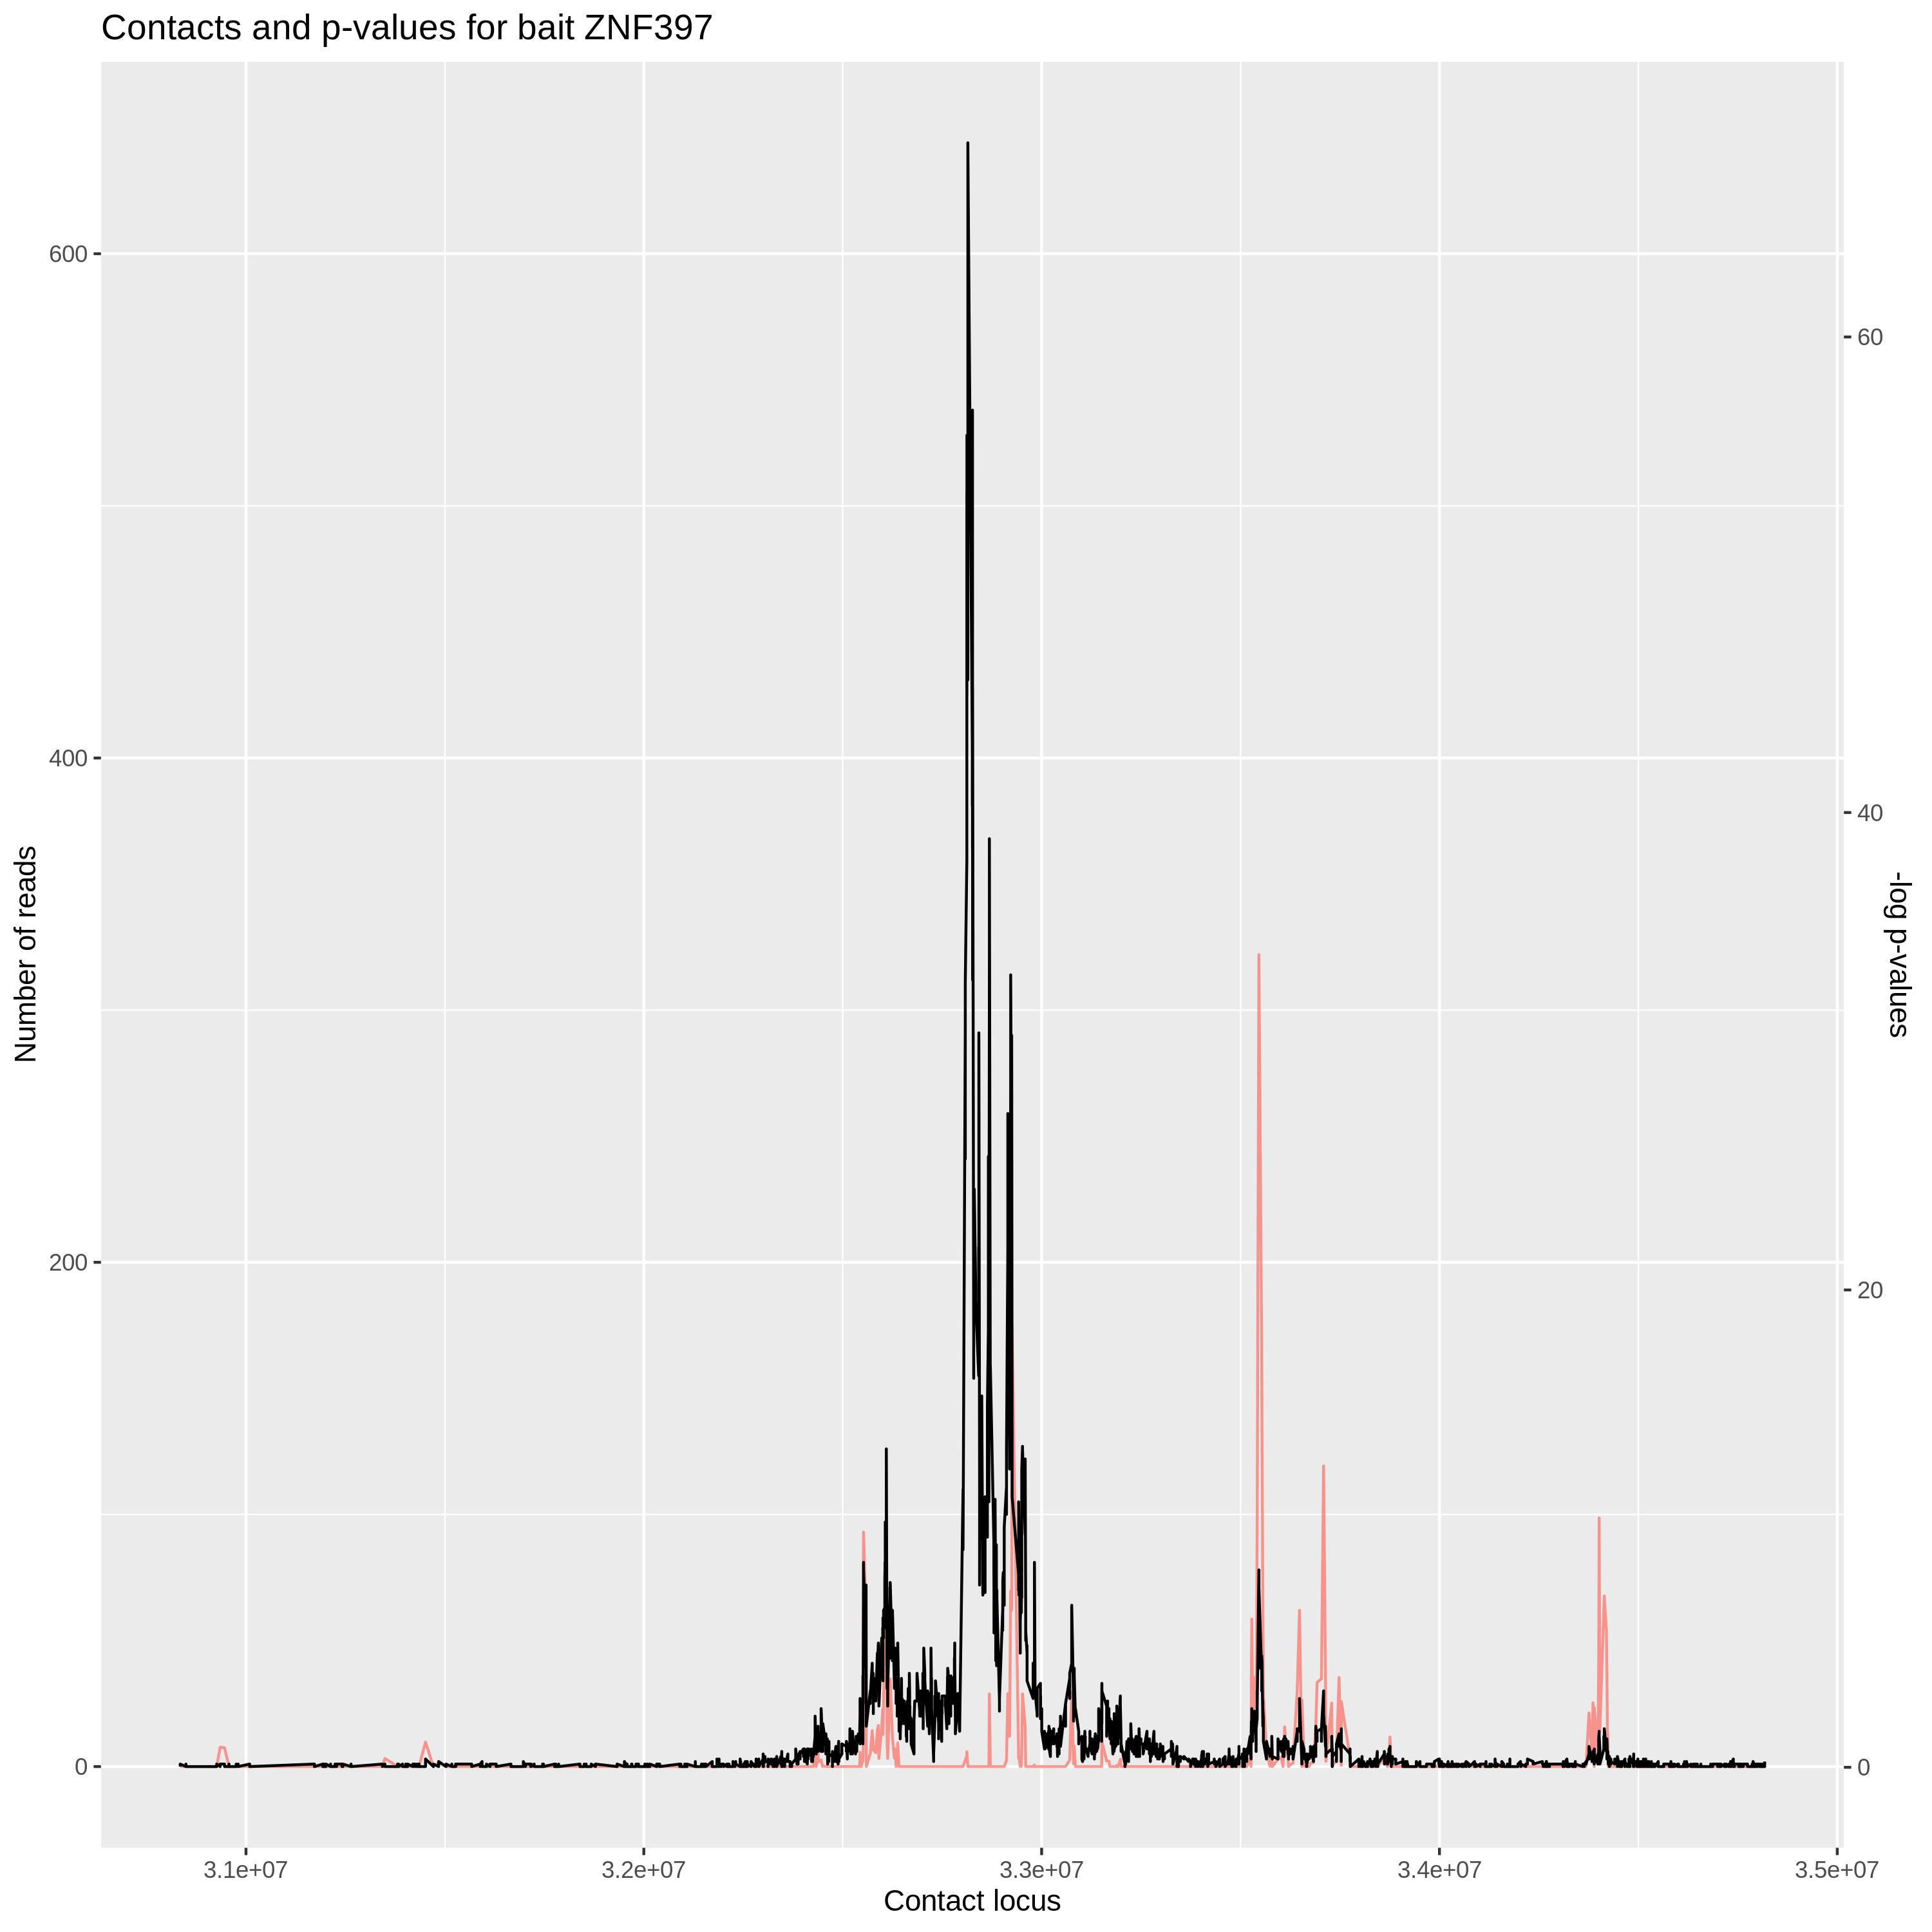 Contacts and p-values for bait ZNF397
600
400
200
0
Number of reads
60
40
20
0
-log p-values
3.1e+07 3.2e+07 3.3e+07 3.4e+07 3.5e+07
Contact locus